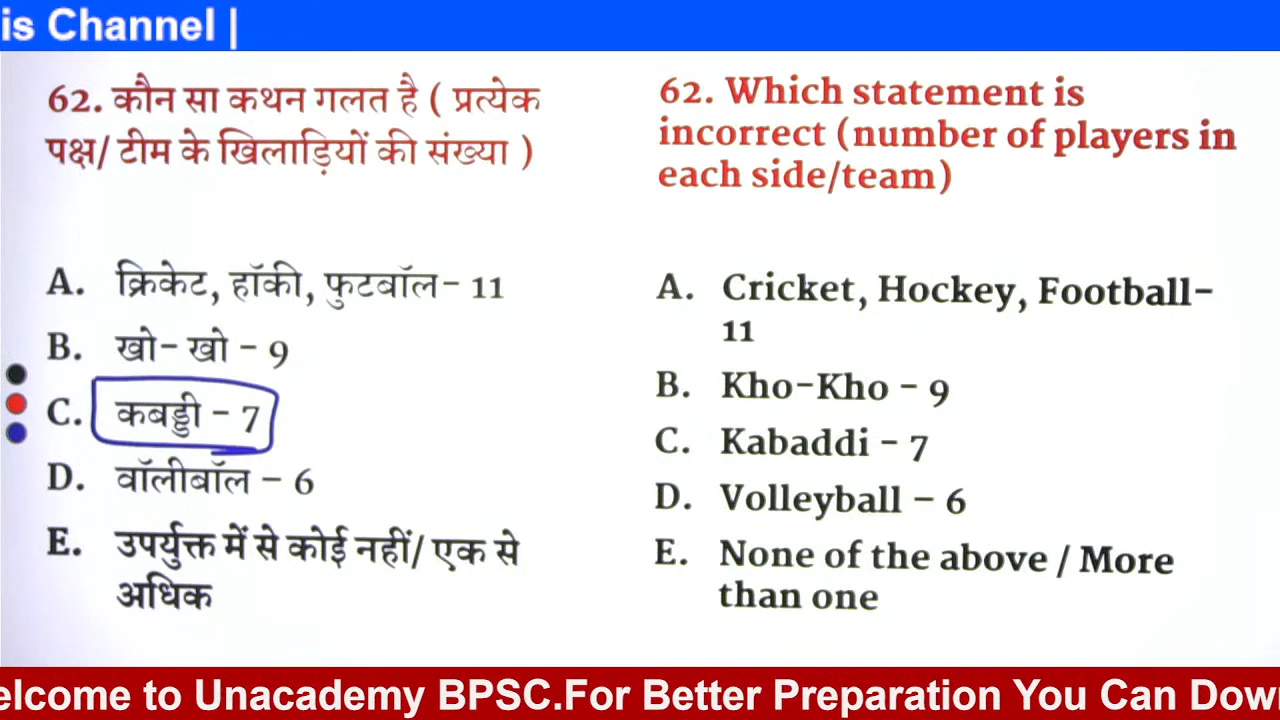 is Channel |
62. कौन सा कथन गलत है ( प्रत्येक
पक्ष/ टीम के खिलाड़ियों की संख्या )
A. क्रिकेट, हॉकी, फुटबॉल- 11
B. खो- खो - 9
C. कबड्डी - 7
D. वॉलीबॉल - 6
E. उपर्युक्त में से कोई नहीं/ एक से
अधिक
62. Which statement is
incorrect (number of players in
each side/team)
A. Cricket, Hockey, Football-
11
B. Kho-Kho - 9
C. Kabaddi - 7
D. Volleyball - 6
E. None of the above / More
than one
elcome to Unacademy BPSC.For Better Preparation You Can Dow